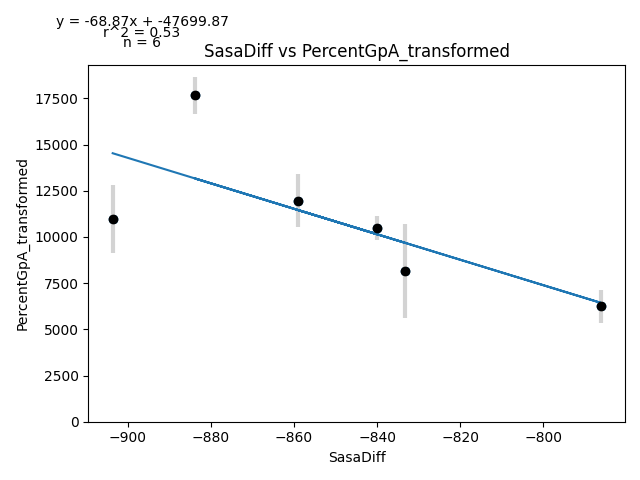 y = -68.87x + -47699.87
r^2 = 0.53
n = 6
SasaDiff vs PercentGpA_transformed
PercentGpA_transformed
17500
15000
12500
10000
7500
5000
2500
0
−900
−880
−860
−840
−820
−800
SasaDiff